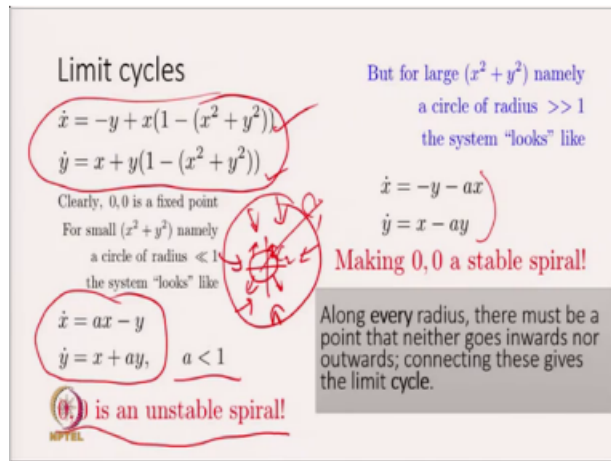 Limit cycles
ẋ = −y + x(1 − (x² + y²))
ẏ = x + y(1 − (x² + y²))
Clearly, 0,0 is a fixed point
For small (x² + y²) namely
a circle of radius ≪ 1
the system “looks” like
ẋ = ax − y
ẏ = x + ay, a < 1
0,0 is an unstable spiral!
NPTEL
But for large (x² + y²) namely
a circle of radius >> 1
the system “looks” like
ẋ = −y − ax
ẏ = x − ay
Making 0,0 a stable spiral!
Along every radius, there must be a
point that neither goes inwards nor
outwards; connecting these gives
the limit cycle.